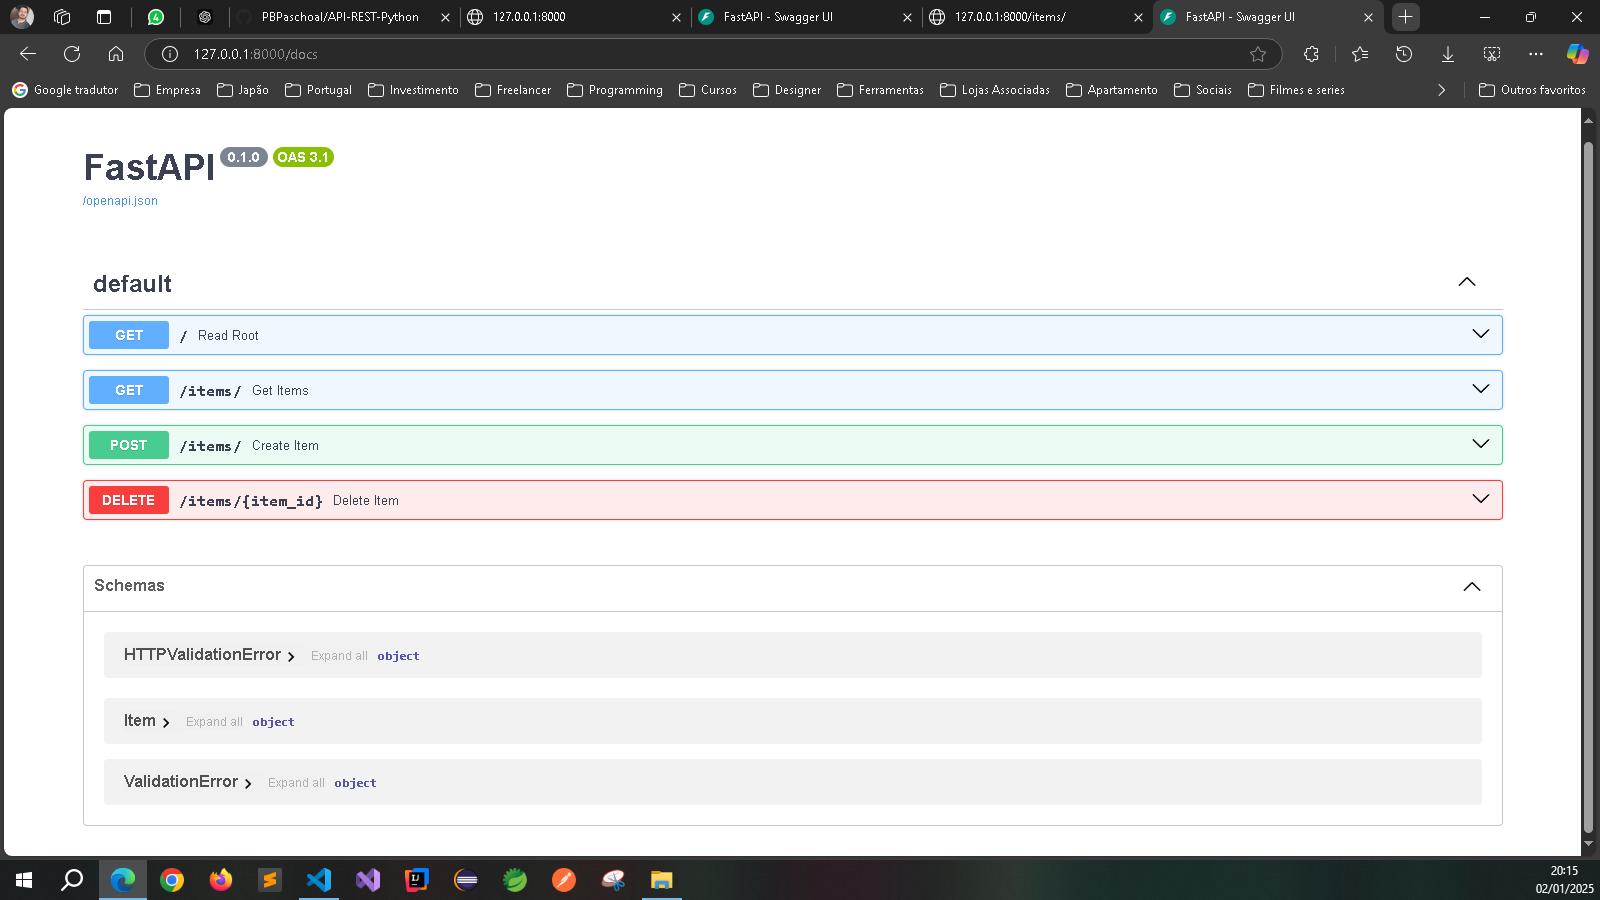 4
PBPaschoal/API-REST-Python
127.0.0.1:8000
FastAPI - Swagger UI
127.0.0.1:8000/items/
FastAPI - Swagger UI
127.0.0.1:8000/docs
Google tradutor
Empresa
Japão
Portugal
Investimento
Freelancer
Programming
Cursos
Designer
Ferramentas
Lojas Associadas
Apartamento
Sociais
Filmes e series
Outros favoritos
FastAPI 0.1.0 OAS 3.1
/openapi.json
default
GET / Read Root
GET /items/ Get Items
POST /items/ Create Item
DELETE /items/{item_id} Delete Item
Schemas
HTTPValidationError Expand all object
Item Expand all object
ValidationError Expand all object
20:15
02/01/2025